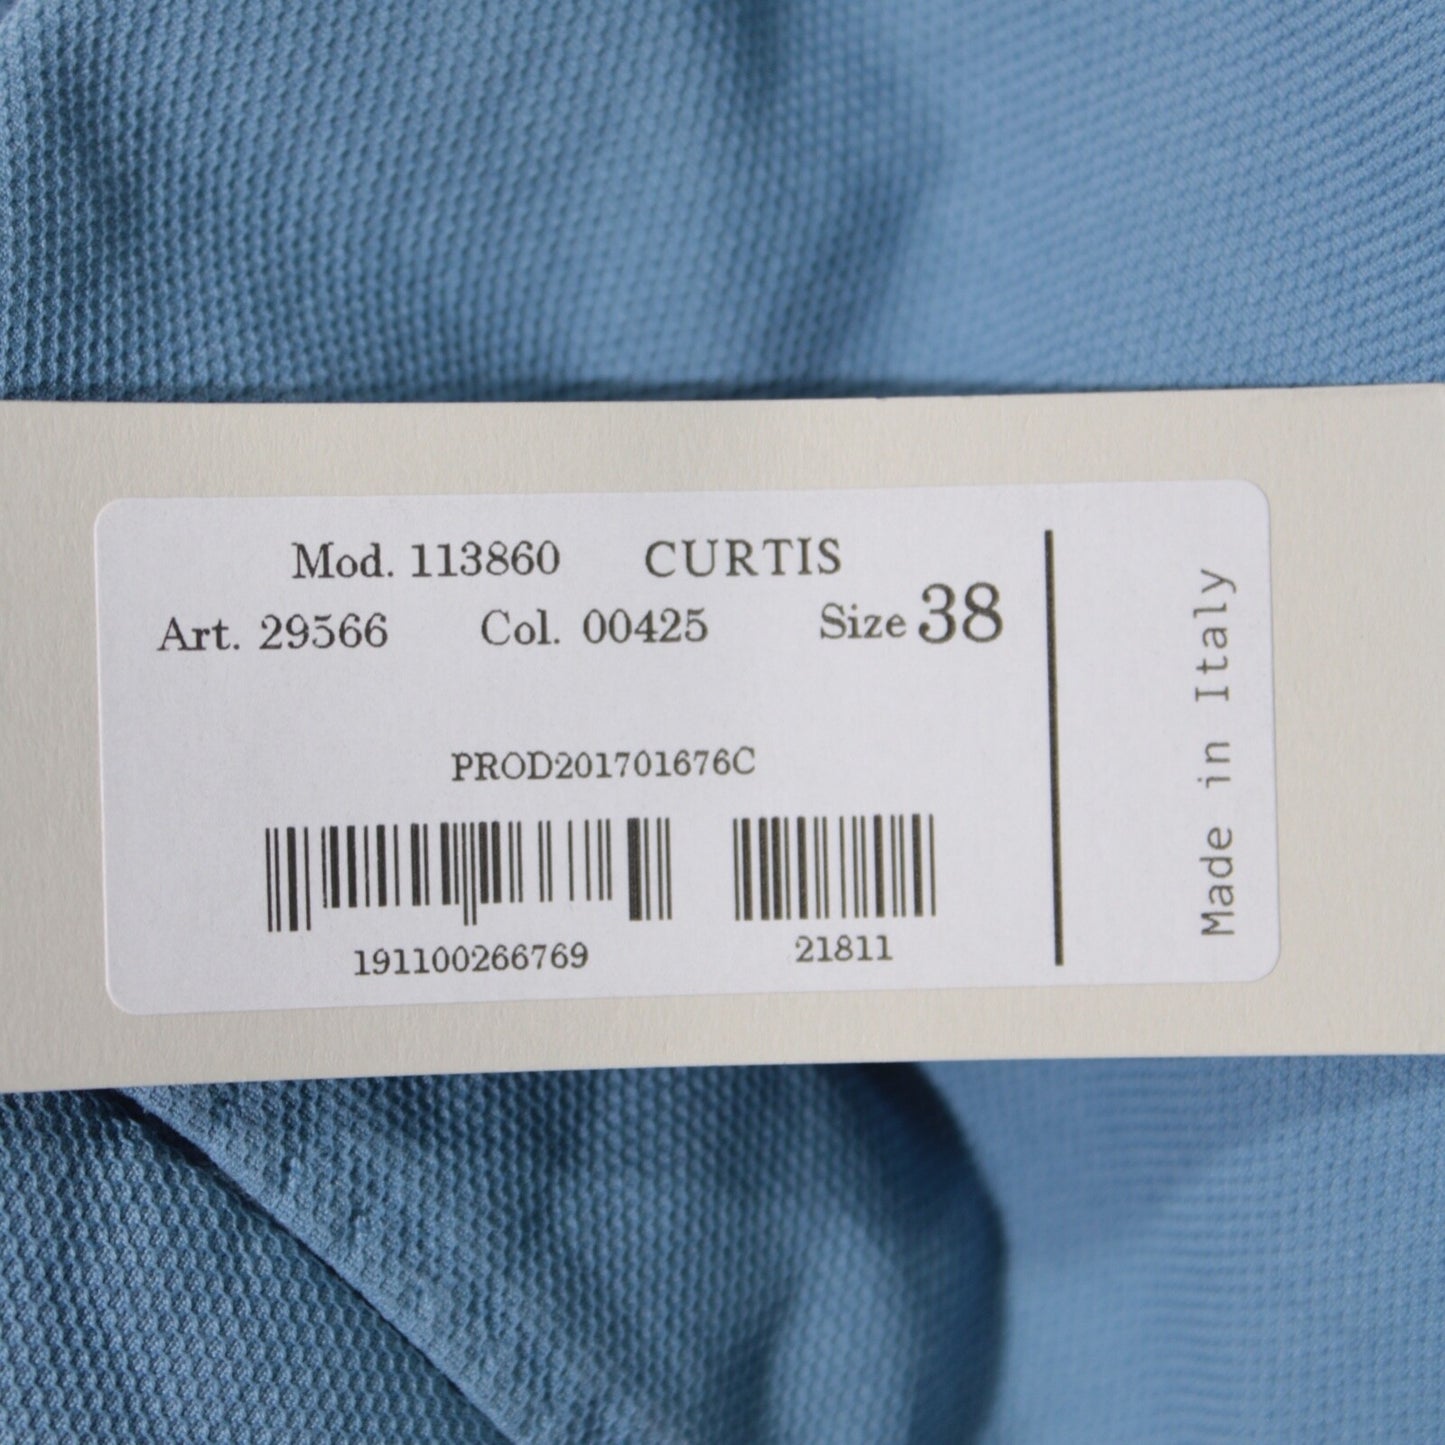 Mod. 113860 CURTIS
Art. 29566 Col. 00425 Size 38
PROD201701676C
191100266769 21811
Made in Italy